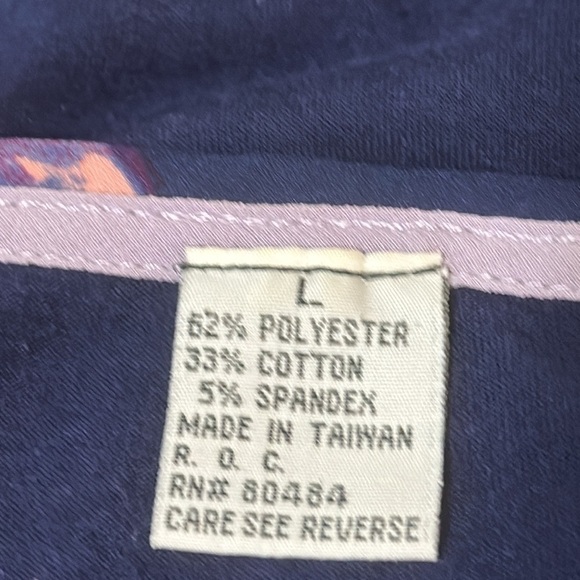 L
62% POLYESTER
33% COTTON
5% SPANDEX
MADE IN TAIWAN
R. O. C.
RN# 80484
CARE SEE REVERSE